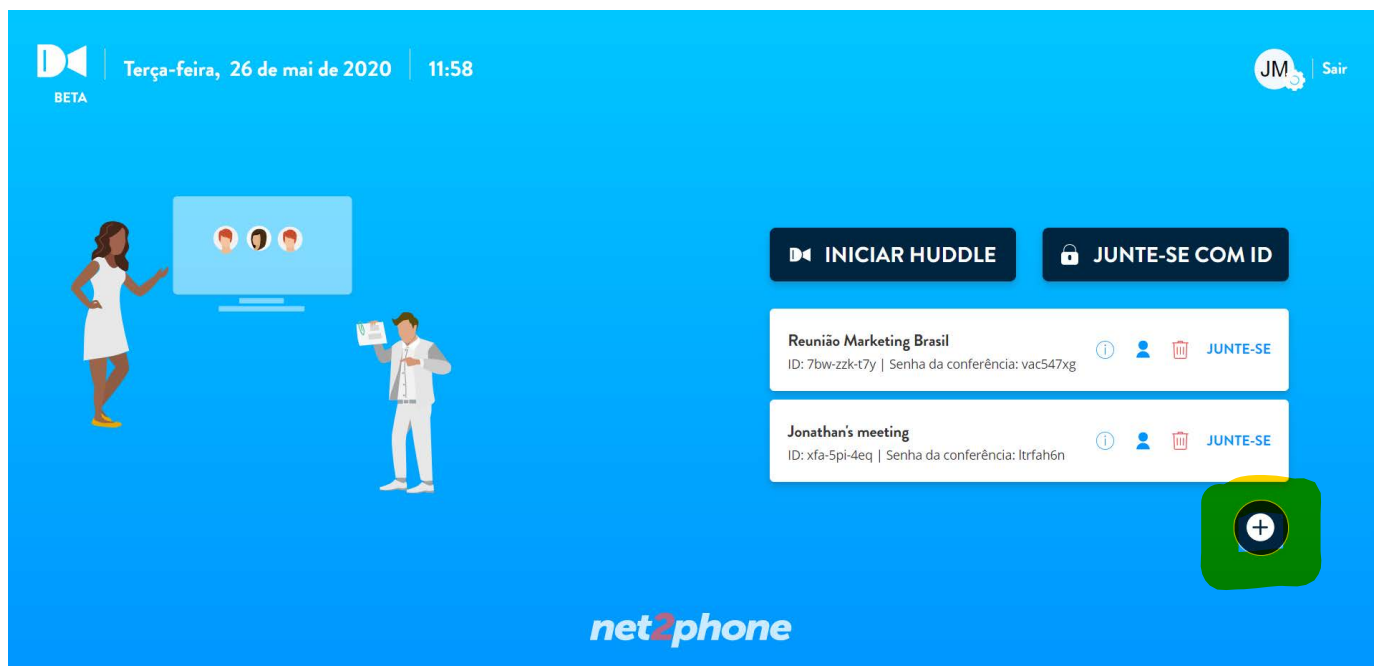 Terça-feira, 26 de mai de 2020 11:58
JM Sair
BETA
INICIAR HUDDLE
JUNTE-SE COM ID
Reunião Marketing Brasil
ID: 7bw-zzk-t7y | Senha da conferência: vac547xg
JUNTE-SE
Jonathan's meeting
ID: xfa-5pi-4eq | Senha da conferência: ltrfah6n
JUNTE-SE
net2phone